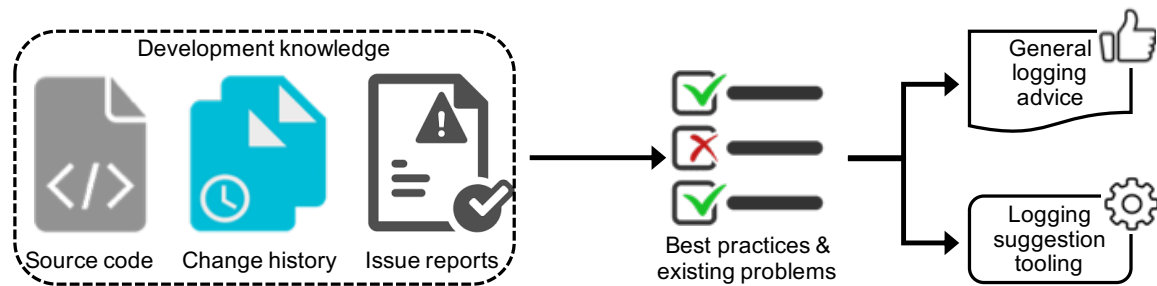 Development knowledge
</>
Source code
Change history
Issue reports
Best practices &
existing problems
General
logging
advice
Logging
suggestion
tooling